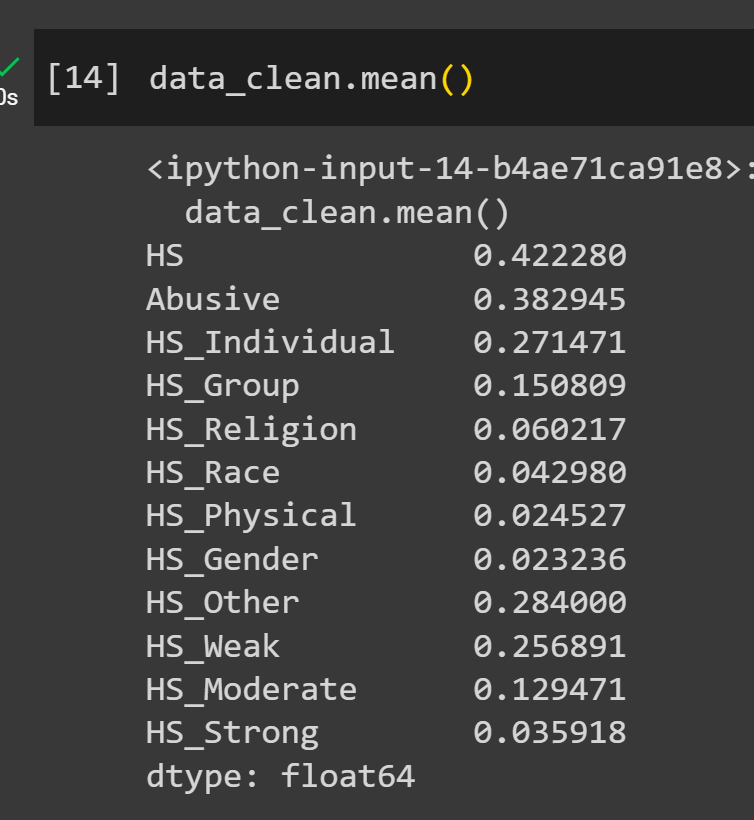 [14] data_clean.mean()
0s
<ipython-input-14-b4ae71ca91e8>:
data_clean.mean()
HS 0.422280
Abusive 0.382945
HS_Individual 0.271471
HS_Group 0.150809
HS_Religion 0.060217
HS_Race 0.042980
HS_Physical 0.024527
HS_Gender 0.023236
HS_Other 0.284000
HS_Weak 0.256891
HS_Moderate 0.129471
HS_Strong 0.035918
dtype: float64